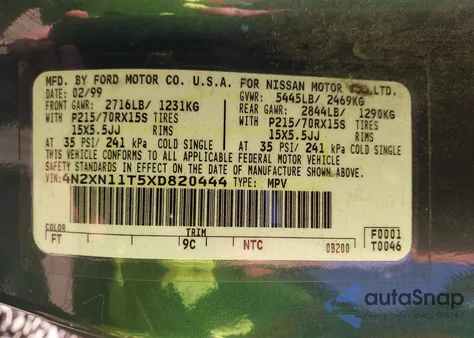 MFD. BY FORD MOTOR CO. U.S.A. FOR NISSAN MOTOR CO. LTD.
DATE: 02/99 GVWR: 5445LB/ 2469KG
FRONT GAWR: 2716LB/ 1231KG REAR GAWR: 2844LB/ 1290KG
WITH P215/70RX15S TIRES WITH P215/70RX15S TIRES
15X5.5JJ RIMS 15X5.5JJ RIMS
AT 35 PSI/ 241 kPa COLD SINGLE AT 35 PSI/ 241 kPa COLD SINGLE
THIS VEHICLE CONFORMS TO ALL APPLICABLE FEDERAL MOTOR VEHICLE
SAFETY STANDARDS IN EFFECT ON THE DATE OF MANUFACTURE SHOWN ABOVE.
VIN: 4N2XN11T5XD820444 TYPE: MPV
COLOR TRIM F0001
FT 9C NTC 0B200 T0046
autoSnap